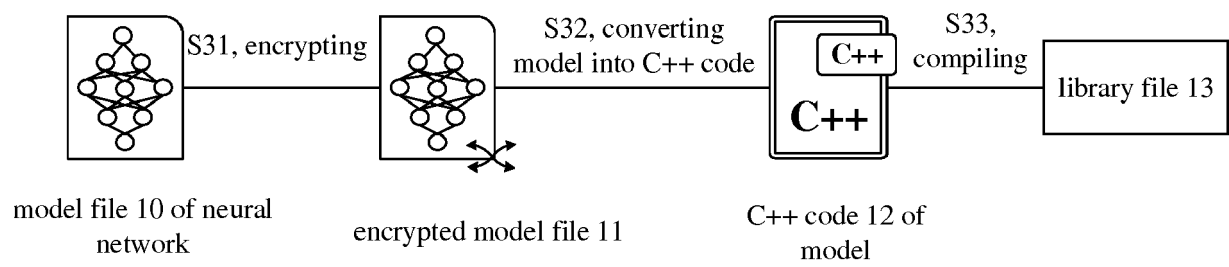 S31, encrypting
S32, converting
model into C++ code
C++
C++
S33,
compiling
library file 13
model file 10 of neural
network
encrypted model file 11
C++ code 12 of
model